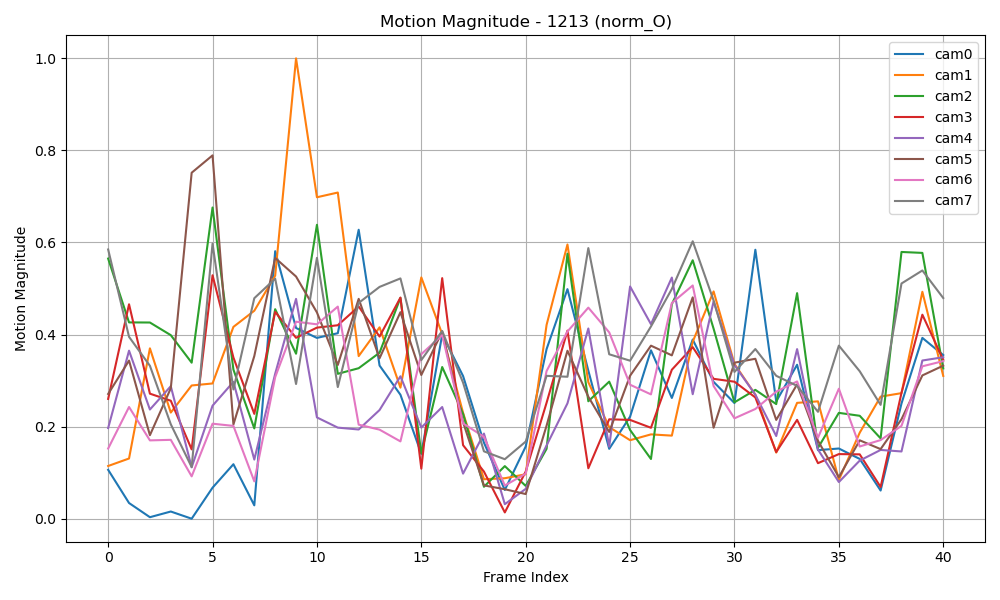 Motion Magnitude - 1213 (norm_O)
1.0
0.8
0.6
0.4
0.2
0.0
Motion Magnitude
0 5 10 15 20 25 30 35 40
Frame Index
cam0
cam1
cam2
cam3
cam4
cam5
cam6
cam7